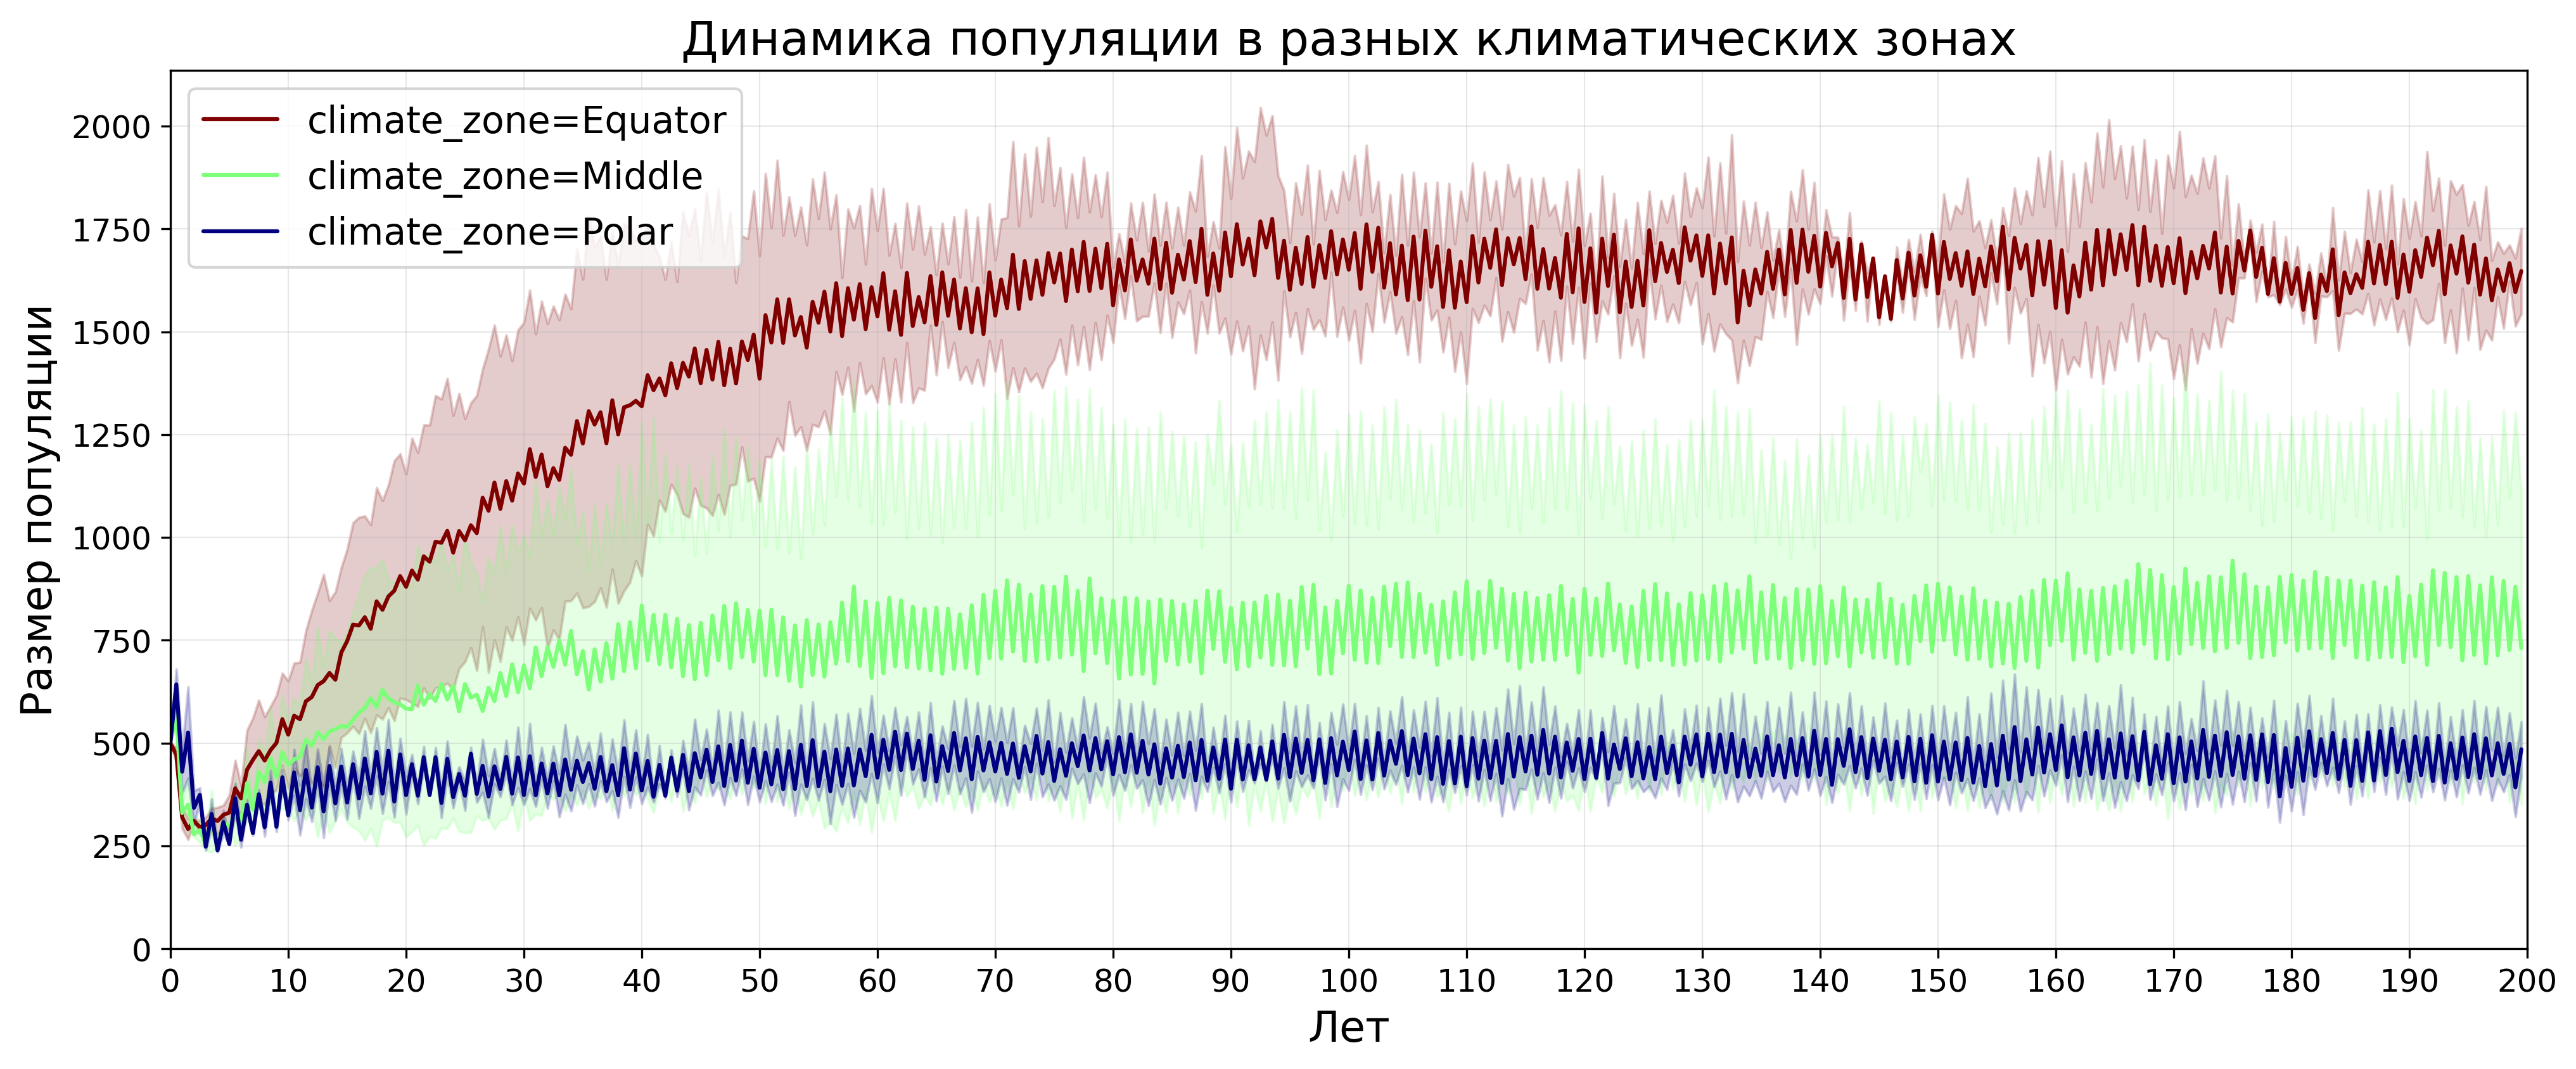 Динамика популяции в разных климатических зонах
climate_zone=Equator
climate_zone=Middle
climate_zone=Polar
Размер популяции
2000
1750
1500
1250
1000
750
500
250
0
0 10 20 30 40 50 60 70 80 90 100 110 120 130 140 150 160 170 180 190 200
Лет